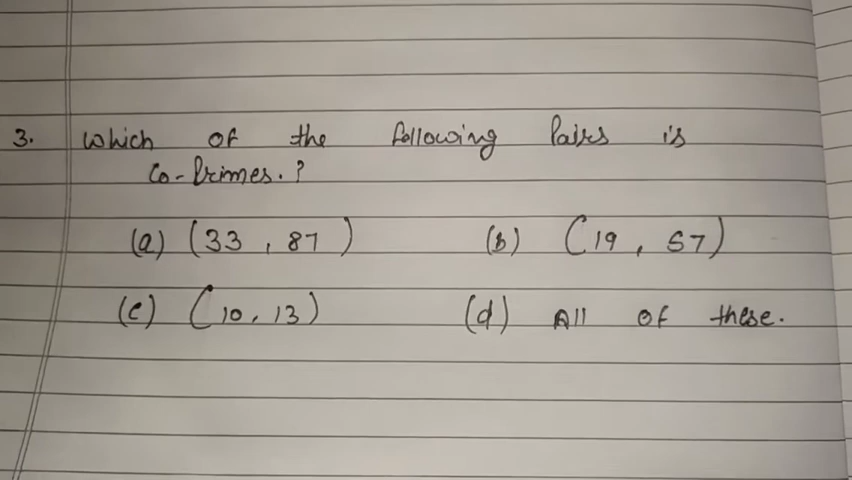 3. Which of the following Pairs is
Co-Primes.?
(a) (33, 87) (b) (19, 57)
(c) (10, 13) (d) All of these.